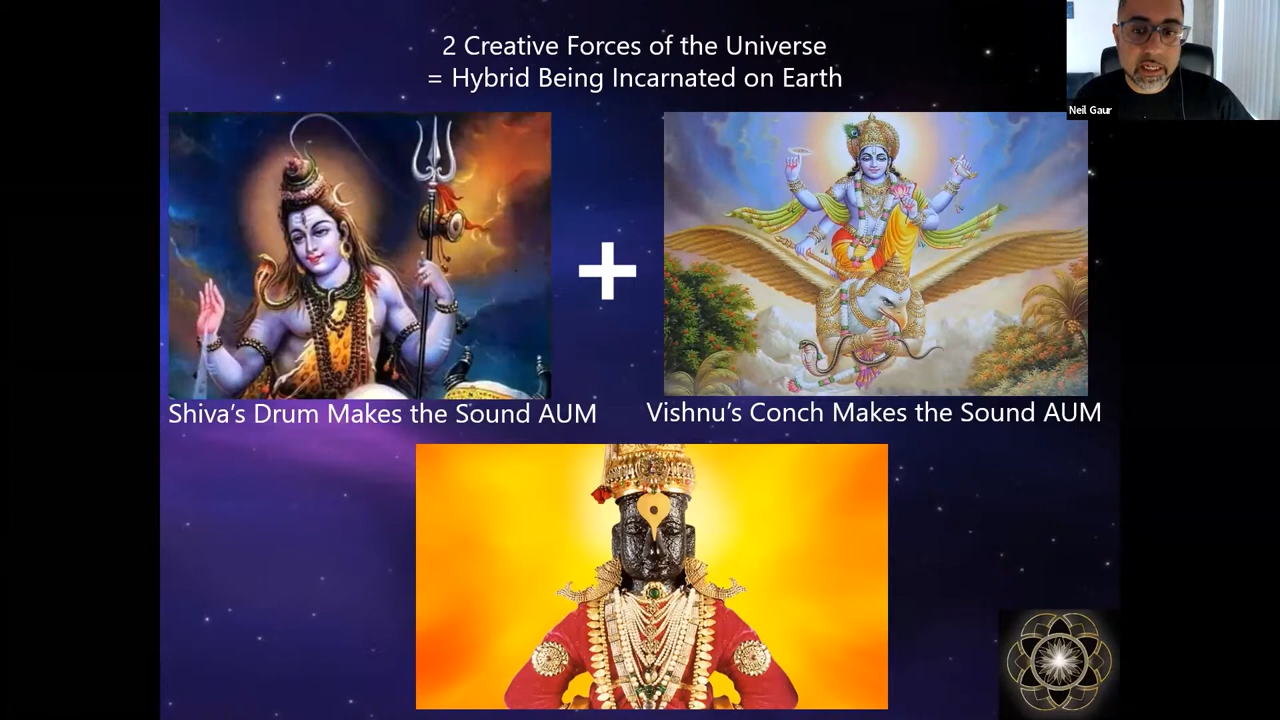 2 Creative Forces of the Universe
= Hybrid Being Incarnated on Earth
Neil Gaur
Shiva's Drum Makes the Sound AUM
Vishnu's Conch Makes the Sound AUM